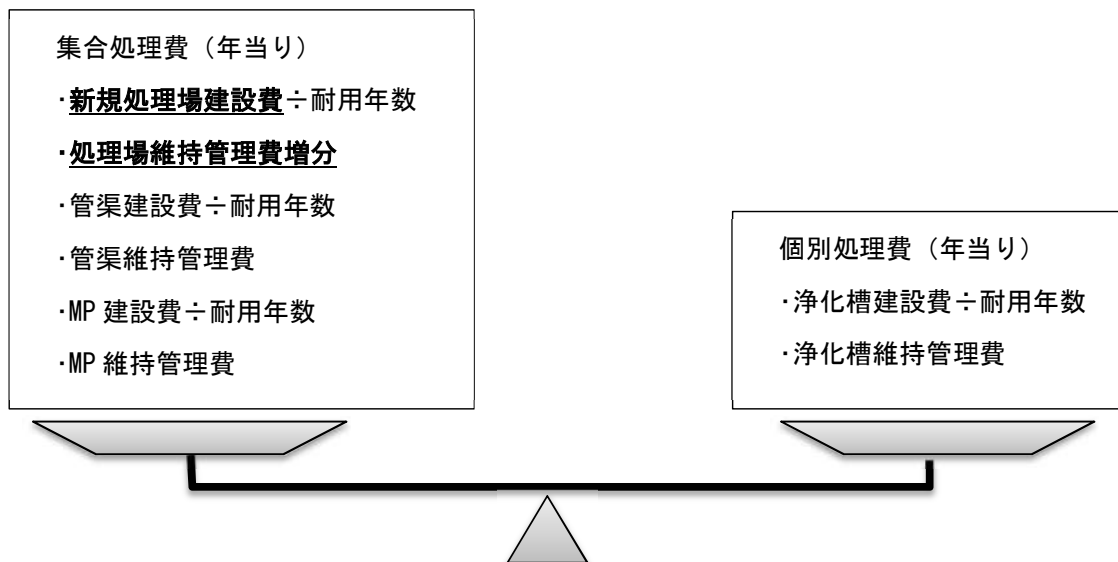 集合処理費（年当り）
・新規処理場建設費÷耐用年数
・処理場維持管理費増分
・管渠建設費÷耐用年数
・管渠維持管理費
・MP 建設費÷耐用年数
・MP 維持管理費
個別処理費（年当り）
・浄化槽建設費÷耐用年数
・浄化槽維持管理費